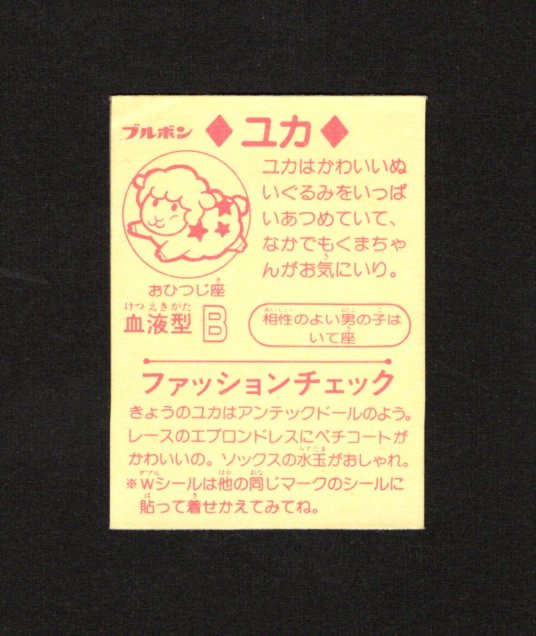 ブルボン ♦ユカ♦
ユカはかわいいぬ
いぐるみをいっぱ
いあつめていて、
なかでもくまちゃ
んがお気にいり。
おひつじ座
血液型 B
相性のよい男の子は
いて座
ファッションチェック
きょうのユカはアンテックドールのよう。
レースのエプロンドレスにペチコートが
かわいいの。ソックスの水玉がおしゃれ。
※Wシールは他の同じマークのシールに
貼って着せかえてみてね。